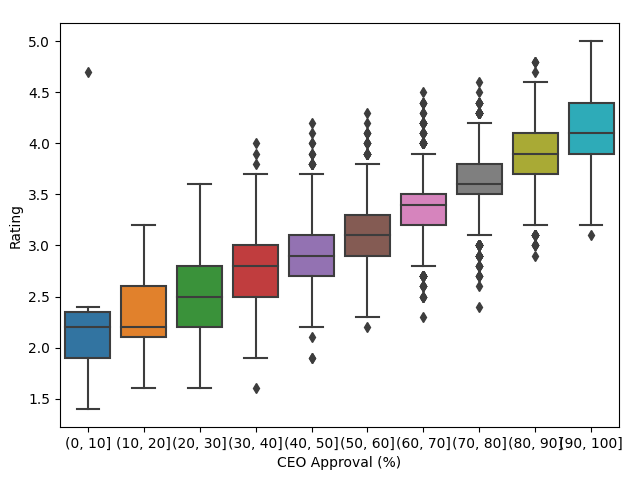 5.0
4.5
4.0
3.5
3.0
2.5
2.0
1.5
Rating
(0, 10] (10, 20] (20, 30] (30, 40] (40, 50] (50, 60] (60, 70] (70, 80] (80, 90] (90, 100]
CEO Approval (%)